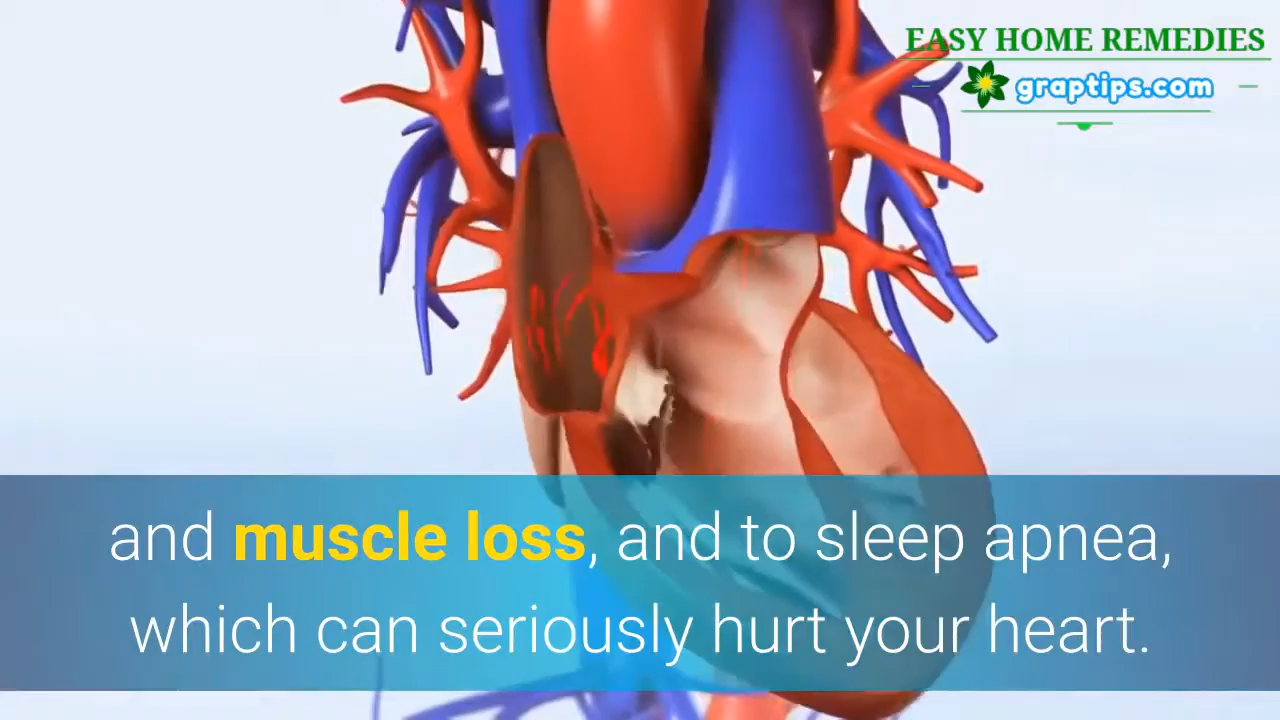 EASY HOME REMEDIES
graptips.com
and muscle loss, and to sleep apnea,
which can seriously hurt your heart.